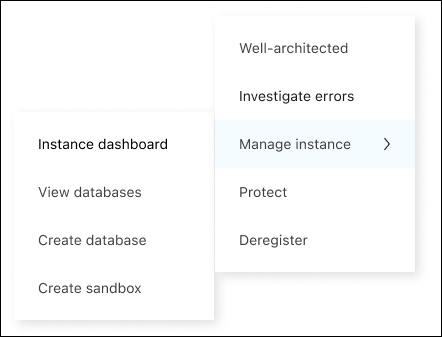 Well-architected
Investigate errors
Manage instance
Protect
Deregister
Instance dashboard
View databases
Create database
Create sandbox